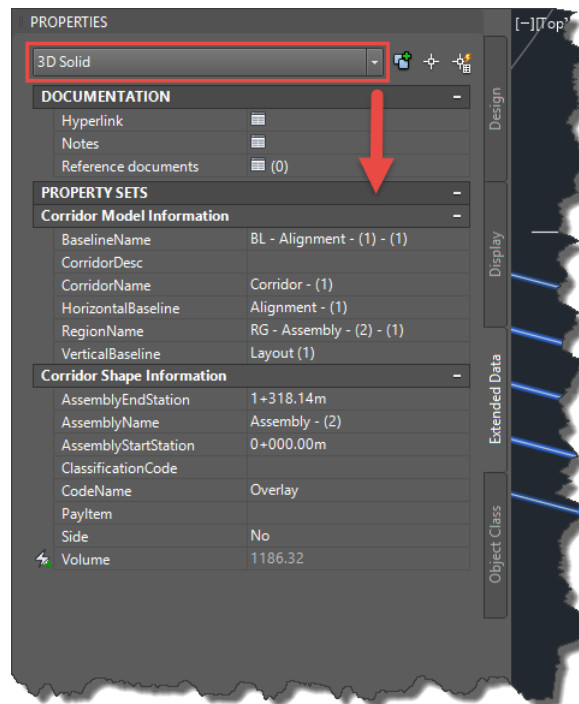 PROPERTIES
[−][Top
3D Solid
DOCUMENTATION
Hyperlink
Notes
Reference documents (0)
PROPERTY SETS
Corridor Model Information
BaselineName BL - Alignment - (1) - (1)
CorridorDesc
CorridorName Corridor - (1)
HorizontalBaseline Alignment - (1)
RegionName RG - Assembly - (2) - (1)
VerticalBaseline Layout (1)
Corridor Shape Information
AssemblyEndStation 1+318.14m
AssemblyName Assembly - (2)
AssemblyStartStation 0+000.00m
ClassificationCode
CodeName Overlay
PayItem
Side No
Volume 1186.32
Design
Display
Extended Data
Object Class